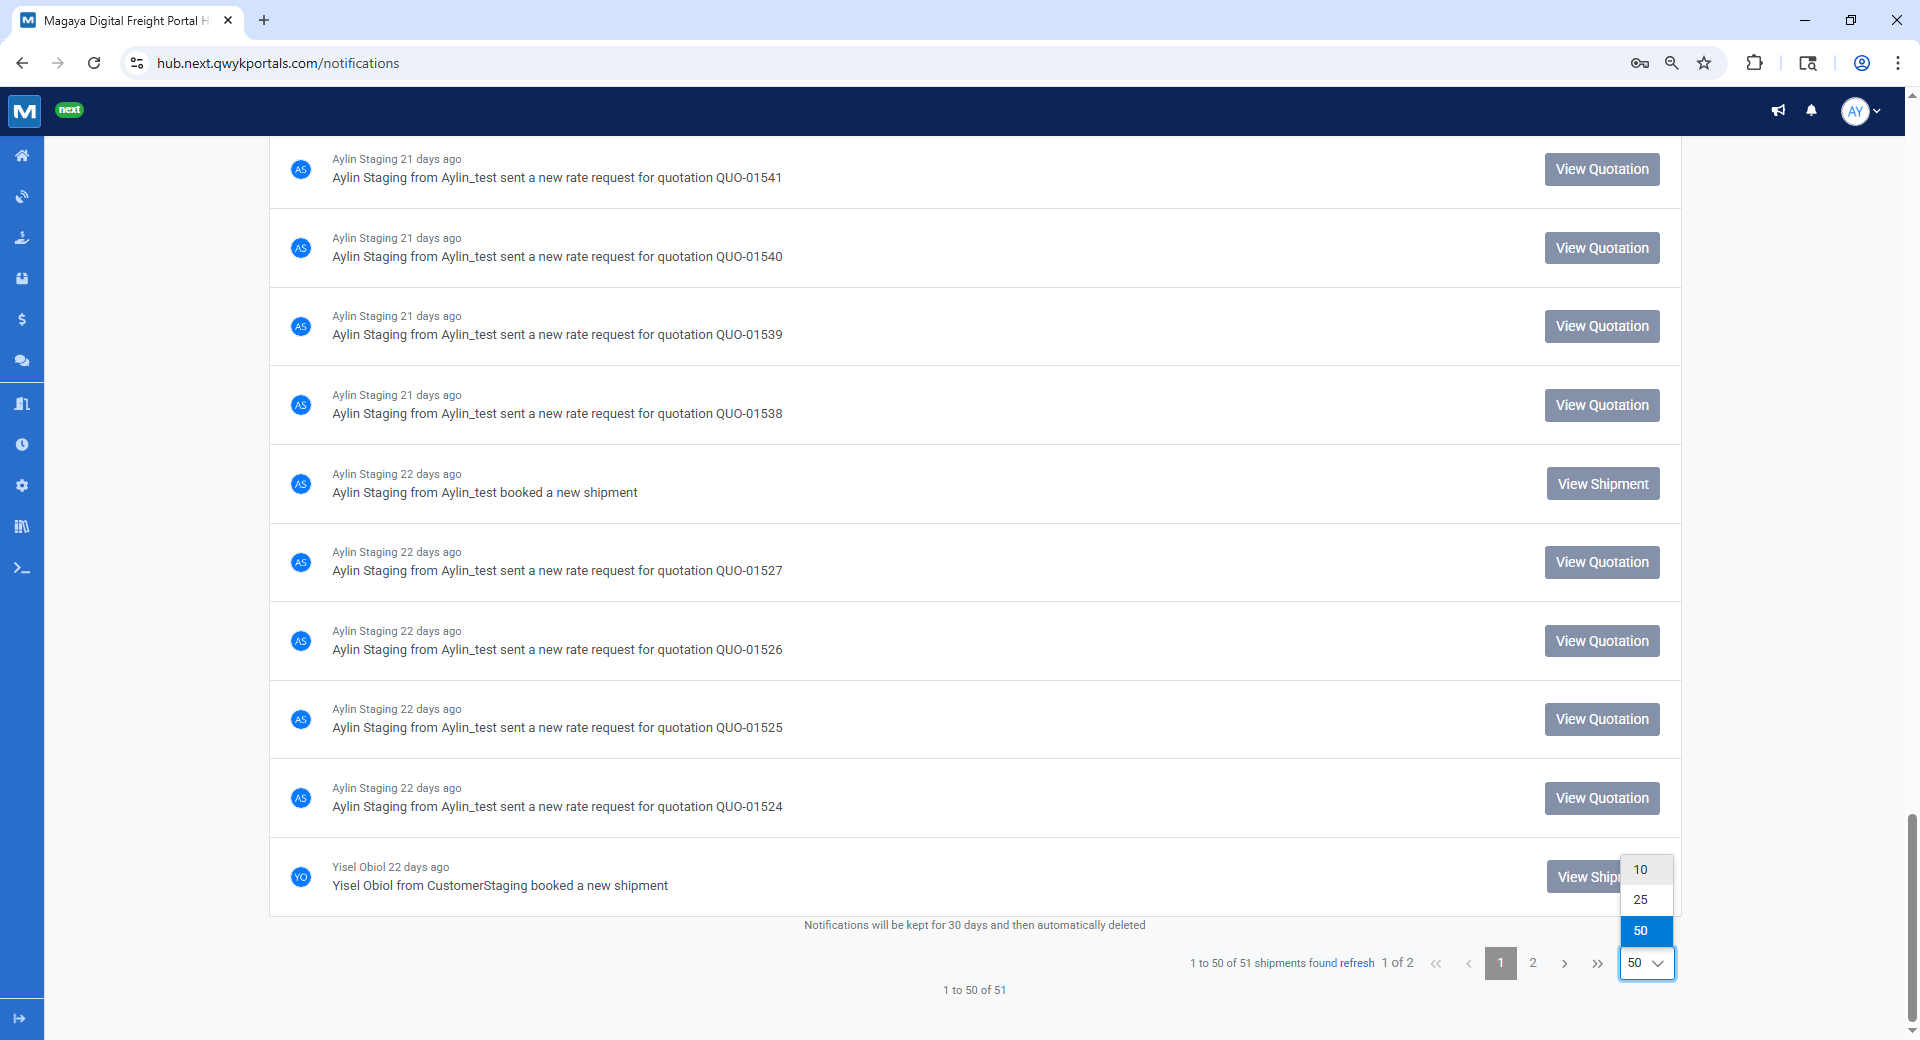 Magaya Digital Freight Portal H
hub.next.qwykportals.com/notifications
M
next
AY
AS
Aylin Staging 21 days ago
Aylin Staging from Aylin_test sent a new rate request for quotation QUO-01541
View Quotation
AS
Aylin Staging 21 days ago
Aylin Staging from Aylin_test sent a new rate request for quotation QUO-01540
View Quotation
AS
Aylin Staging 21 days ago
Aylin Staging from Aylin_test sent a new rate request for quotation QUO-01539
View Quotation
AS
Aylin Staging 21 days ago
Aylin Staging from Aylin_test sent a new rate request for quotation QUO-01538
View Quotation
AS
Aylin Staging 22 days ago
Aylin Staging from Aylin_test booked a new shipment
View Shipment
AS
Aylin Staging 22 days ago
Aylin Staging from Aylin_test sent a new rate request for quotation QUO-01527
View Quotation
AS
Aylin Staging 22 days ago
Aylin Staging from Aylin_test sent a new rate request for quotation QUO-01526
View Quotation
AS
Aylin Staging 22 days ago
Aylin Staging from Aylin_test sent a new rate request for quotation QUO-01525
View Quotation
AS
Aylin Staging 22 days ago
Aylin Staging from Aylin_test sent a new rate request for quotation QUO-01524
View Quotation
YO
Yisel Obiol 22 days ago
Yisel Obiol from CustomerStaging booked a new shipment
View Ship
10
25
50
Notifications will be kept for 30 days and then automatically deleted
1 to 50 of 51 shipments found refresh 1 of 2 « ‹ 1 2 › » 50
1 to 50 of 51